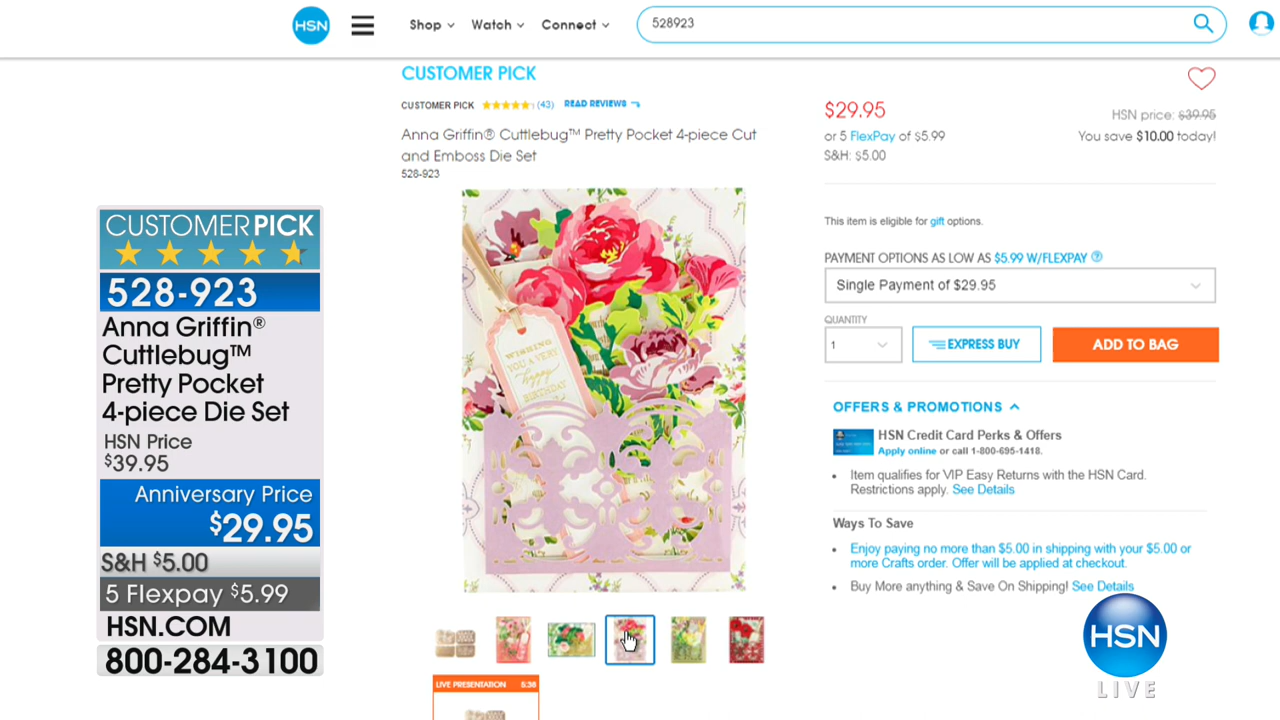 HSN
Shop
Watch
Connect
528923
CUSTOMER PICK
CUSTOMER PICK (43) READ REVIEWS
Anna Griffin® Cuttlebug™ Pretty Pocket 4-piece Cut
and Emboss Die Set
528-923
$29.95
HSN price: $39.95
or 5 FlexPay of $5.99
You save $10.00 today!
S&H: $5.00
This item is eligible for gift options.
PAYMENT OPTIONS AS LOW AS $5.99 W/FLEXPAY ?
Single Payment of $29.95
QUANTITY
1
EXPRESS BUY
ADD TO BAG
OFFERS & PROMOTIONS
HSN Credit Card Perks & Offers
Apply online or call 1-800-695-1418.
• Item qualifies for VIP Easy Returns with the HSN Card.
Restrictions apply. See Details
Ways To Save
• Enjoy paying no more than $5.00 in shipping with your $5.00 or
more Crafts order. Offer will be applied at checkout.
• Buy More anything & Save On Shipping! See Details
WISHING
YOU A VERY
happy
BIRTHDAY
LIVE PRESENTATION 5:30
CUSTOMER PICK
528-923
Anna Griffin®
Cuttlebug™
Pretty Pocket
4-piece Die Set
HSN Price
$39.95
Anniversary Price
$29.95
S&H $5.00
5 Flexpay $5.99
HSN.COM
800-284-3100
HSN
LIVE